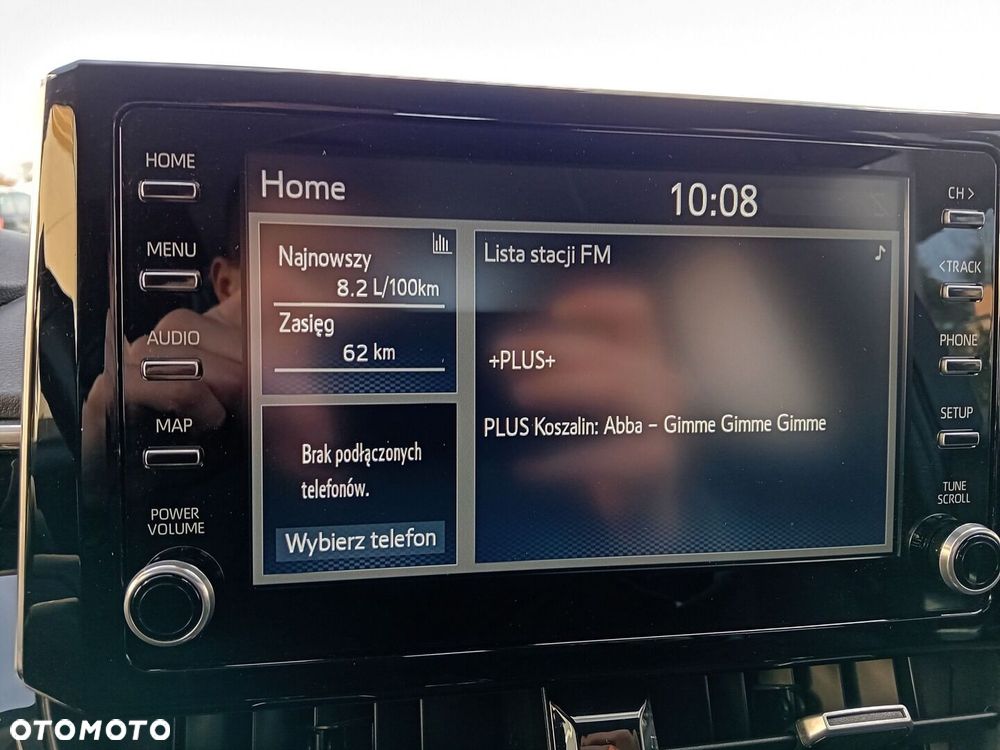 HOME
MENU
AUDIO
MAP
POWER
VOLUME
Home
10:08
Najnowszy
8.2 L/100km
Zasięg
62 km
Brak podłączonych
telefonów.
Wybierz telefon
Lista stacji FM
+PLUS+
PLUS Koszalin: Abba – Gimme Gimme Gimme
CH >
<TRACK
PHONE
SETUP
TUNE
SCROLL
OTOMOTO